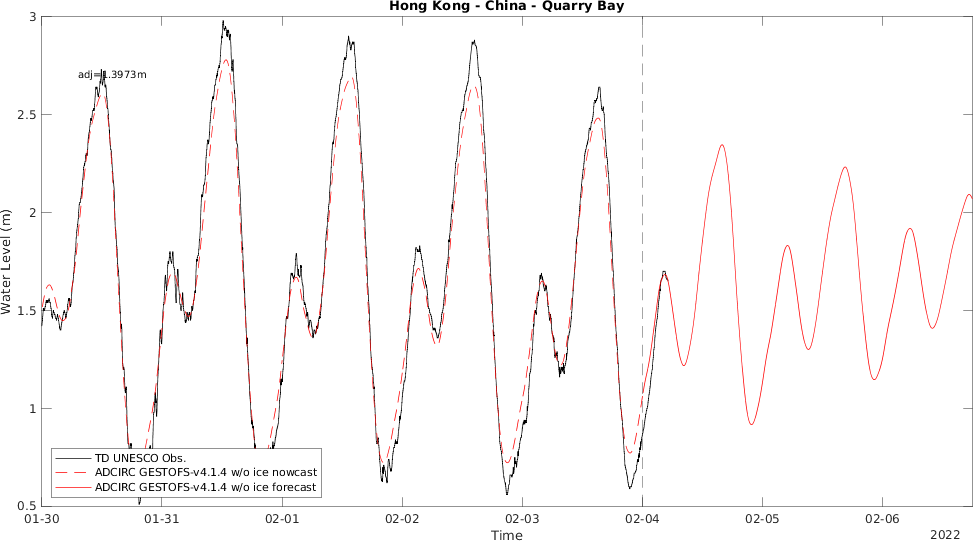 Hong Kong - China - Quarry Bay
3
adj=1.3973m
2.5
2
Water Level (m)
1.5
1
TD UNESCO Obs.
ADCIRC GESTOFS-v4.1.4 w/o ice nowcast
ADCIRC GESTOFS-v4.1.4 w/o ice forecast
0.5
01-30 01-31 02-01 02-02 02-03 02-04 02-05 02-06
Time
2022